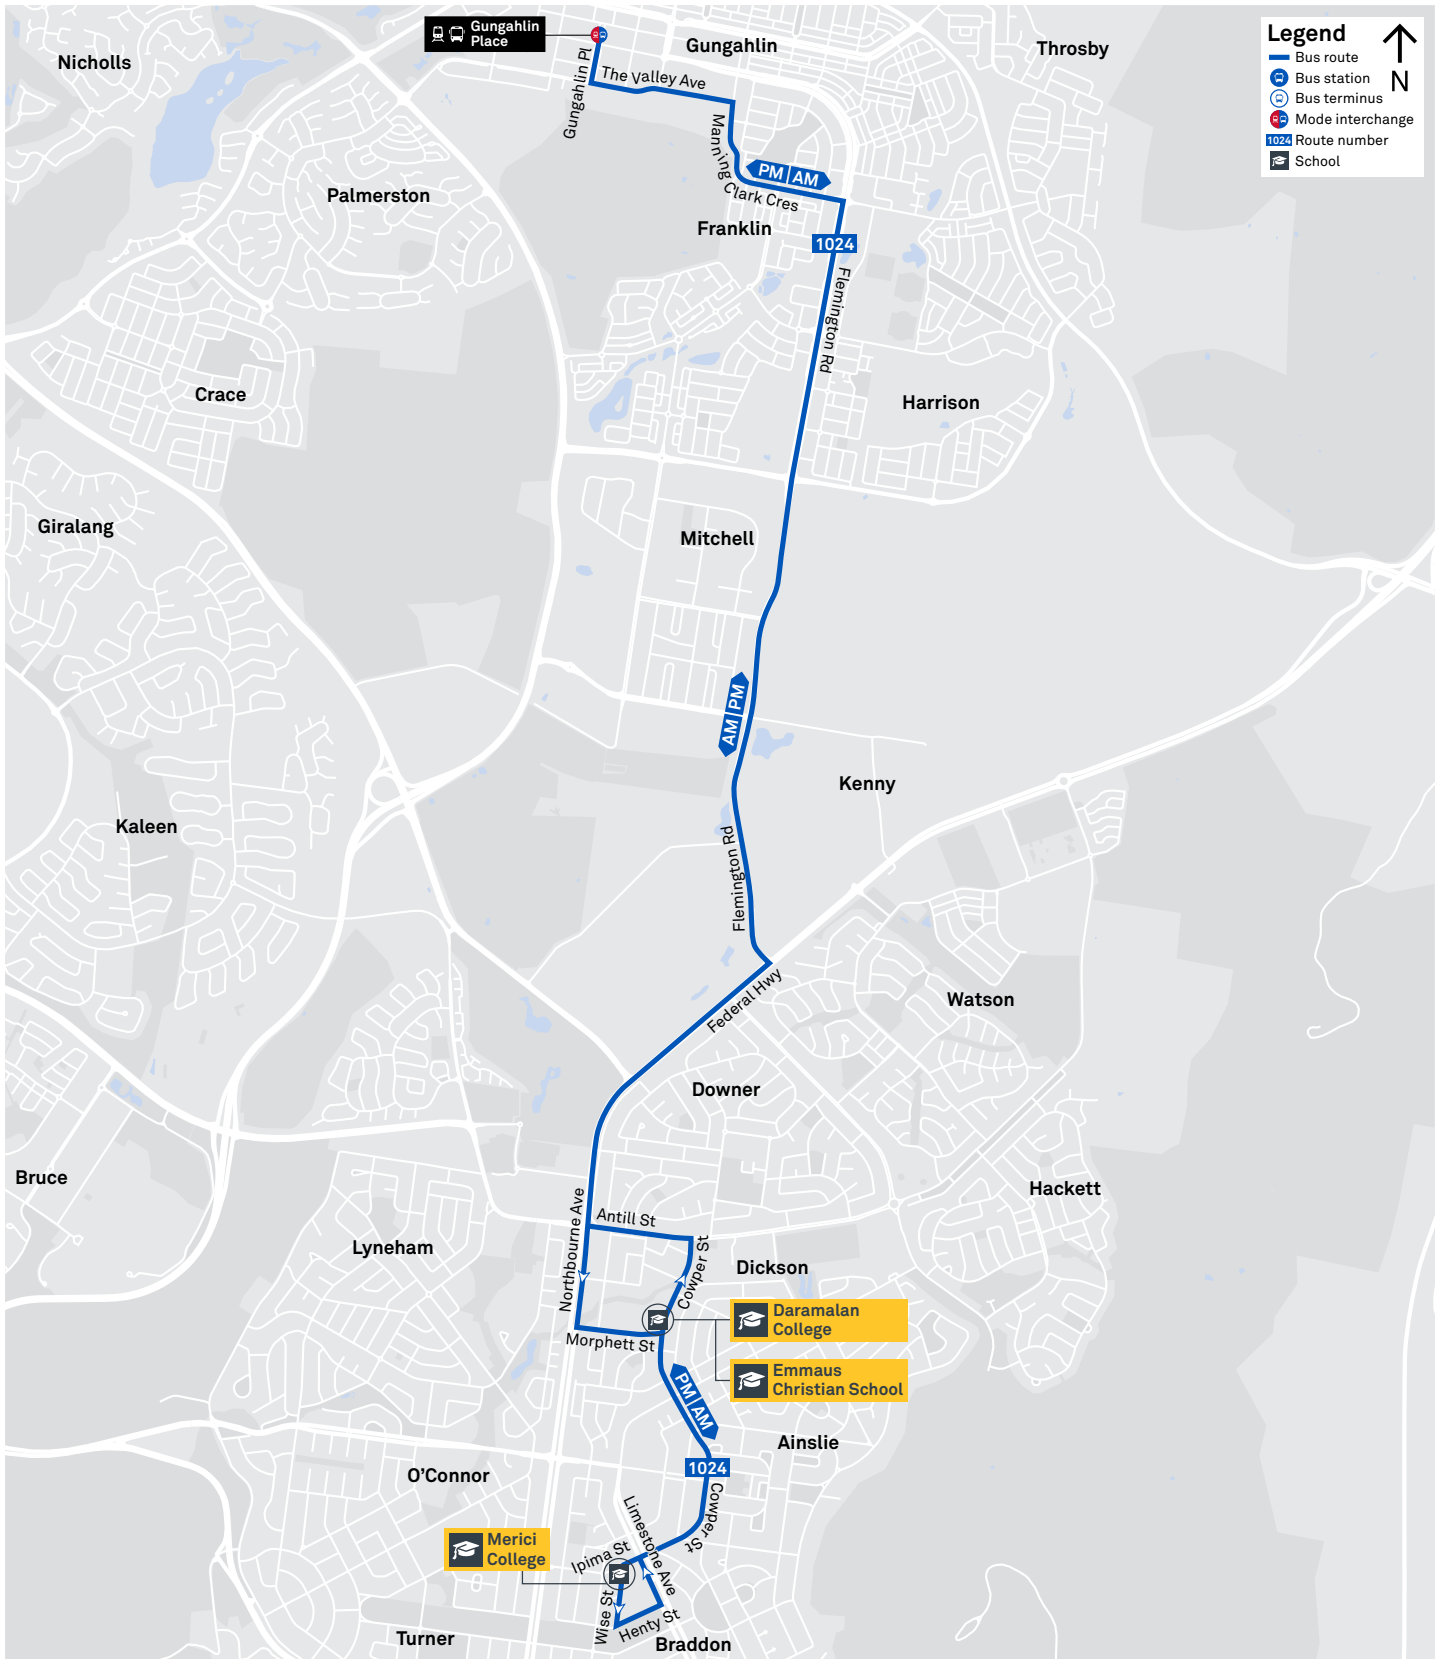 Gungahlin
Place
Gungahlin
Throsby
Nicholls
Legend
Bus route
Bus station
Bus terminus
Mode interchange
1024 Route number
School
N
Gungahlin Pl
The Valley Ave
Manning
Clark Cres
PM AM
Palmerston
Franklin
1024
Flemington Rd
Crace
Harrison
Giralang
Mitchell
AM PM
Kenny
Kaleen
Flemington Rd
Federal Hwy
Watson
Downer
Bruce
Hackett
Northbourne Ave
Antill St
Cowper St
Lyneham
Dickson
Daramalan
College
Morphett St
Emmaus
Christian School
PM AM
Ainslie
1024
O'Connor
Cowper St
Limestone Ave
Merici
College
Ipima St
Wise St
Henty St
Turner
Braddon